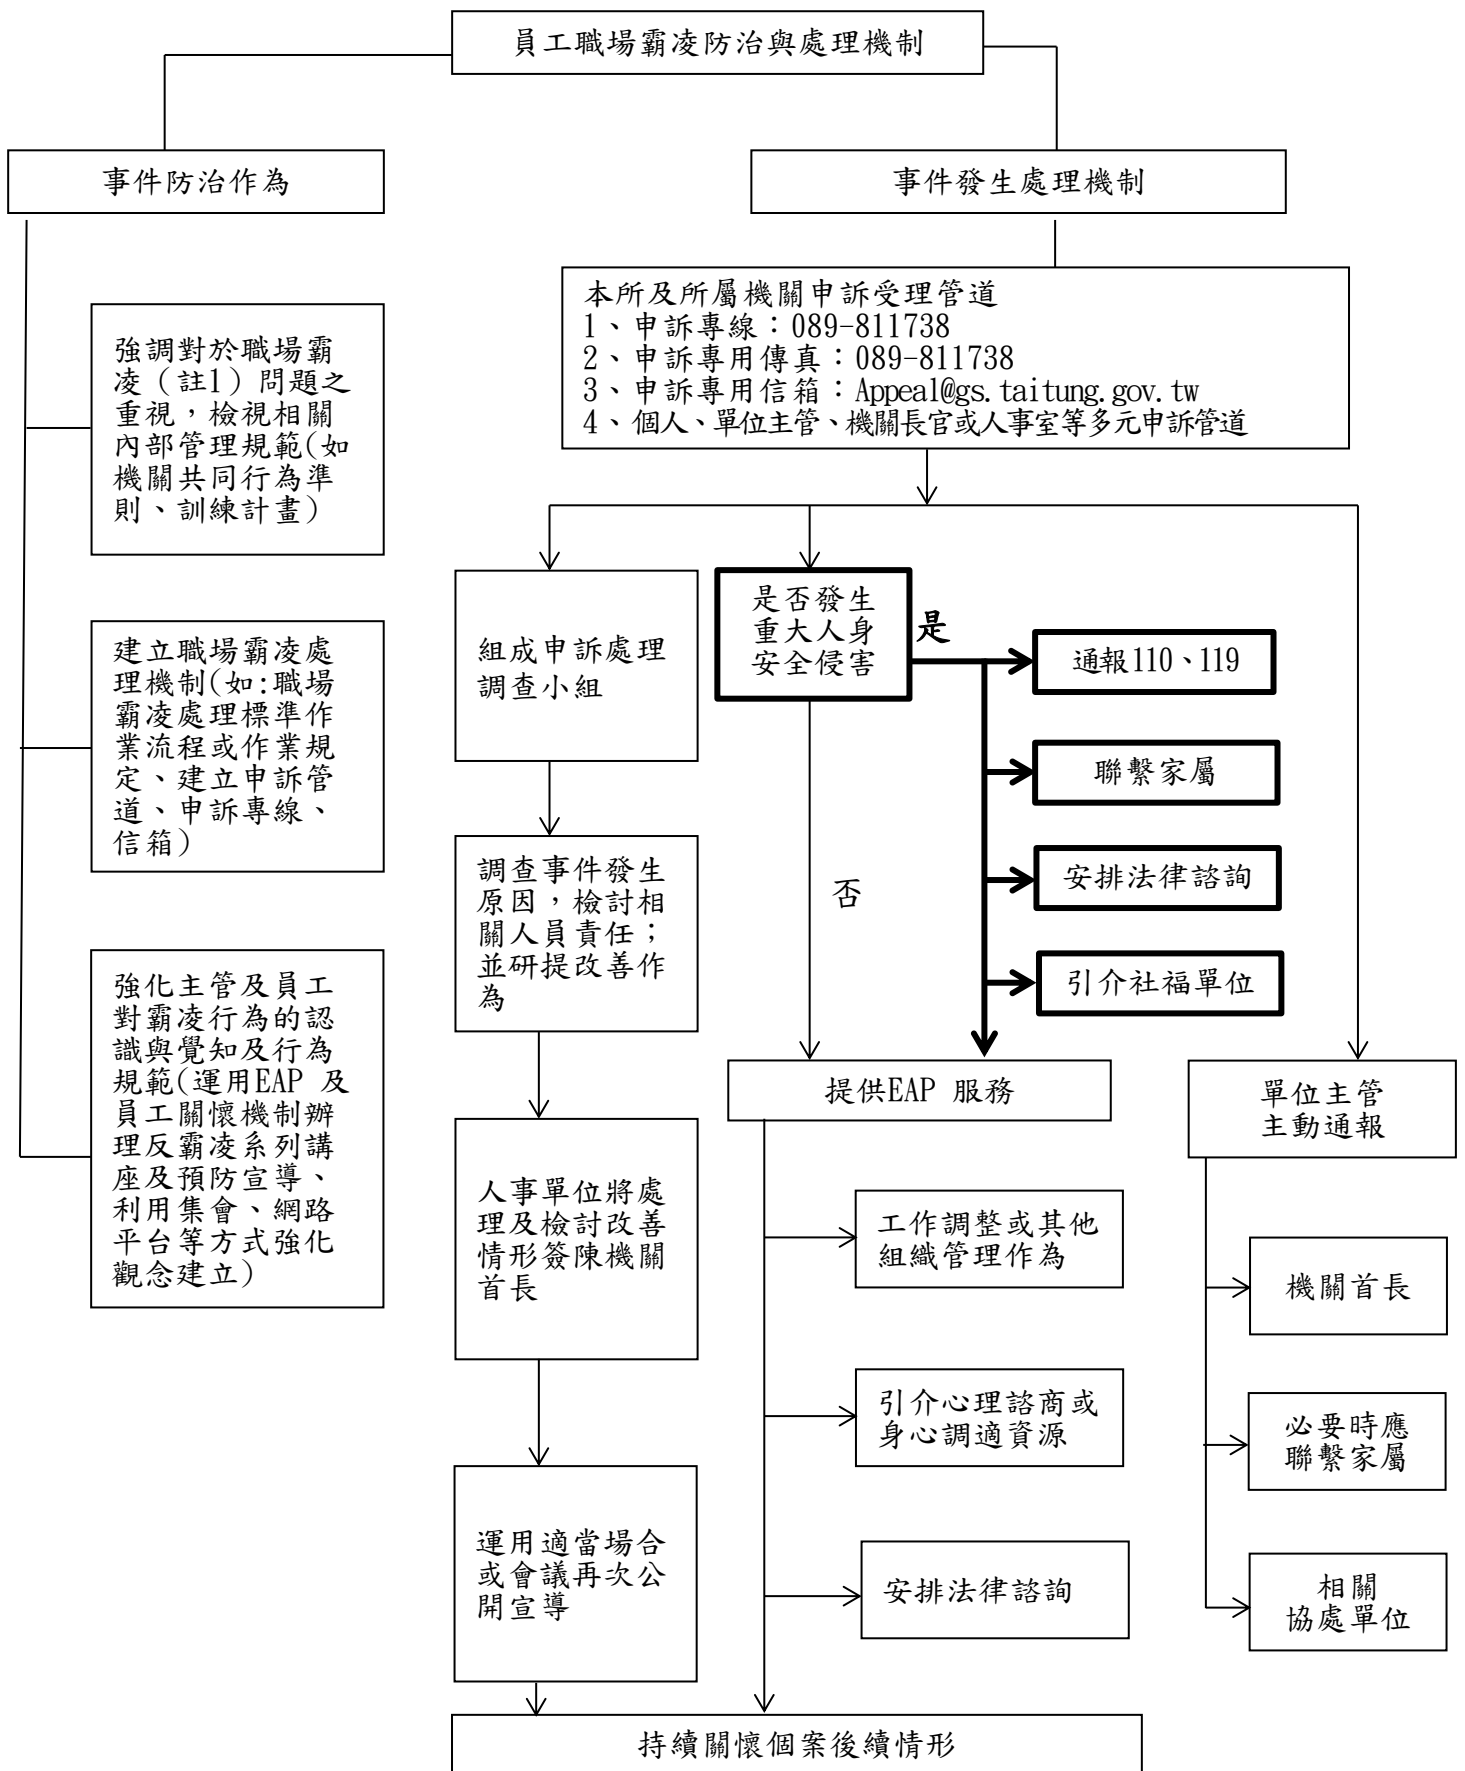 員工職場霸凌防治與處理機制
事件防治作為
事件發生處理機制
強調對於職場霸
凌（註1）問題之
重視，檢視相關
內部管理規範(如
機關共同行為準
則、訓練計畫)
建立職場霸凌處
理機制(如:職場
霸凌處理標準作
業流程或作業規
定、建立申訴管
道、申訴專線、
信箱)
強化主管及員工
對霸凌行為的認
識與覺知及行為
規範(運用EAP 及
員工關懷機制辦
理反霸凌系列講
座及預防宣導、
利用集會、網路
平台等方式強化
觀念建立)
本所及所屬機關申訴受理管道
1、申訴專線：089-811738
2、申訴專用傳真：089-811738
3、申訴專用信箱：Appeal@gs.taitung.gov.tw
4、個人、單位主管、機關長官或人事室等多元申訴管道
組成申訴處理
調查小組
調查事件發生
原因，檢討相
關人員責任；
並研提改善作
為
人事單位將處
理及檢討改善
情形簽陳機關
首長
運用適當場合
或會議再次公
開宣導
是否發生
重大人身
安全侵害
是
否
通報110、119
聯繫家屬
安排法律諮詢
引介社福單位
提供EAP 服務
工作調整或其他
組織管理作為
引介心理諮商或
身心調適資源
安排法律諮詢
單位主管
主動通報
機關首長
必要時應
聯繫家屬
相關
協處單位
持續關懷個案後續情形